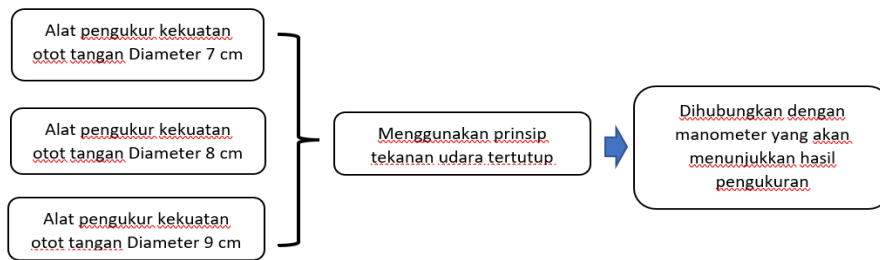 Alat pengukur kekuatan
otot tangan Diameter 7 cm
Alat pengukur kekuatan
otot tangan Diameter 8 cm
Alat pengukur kekuatan
otot tangan Diameter 9 cm
Menggunakan prinsip
tekanan udara tertutup
Dihubungkan dengan
manometer yang akan
menunjukkan hasil
pengukuran